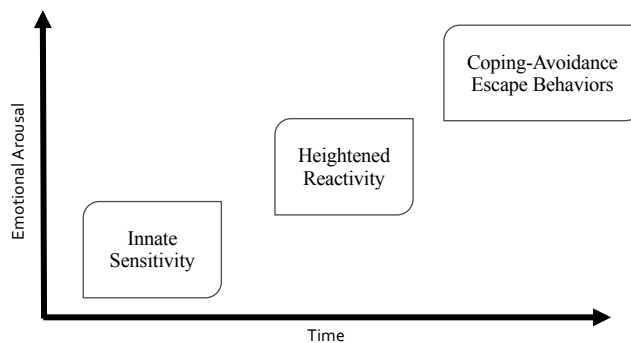 Coping-Avoidance
Escape Behaviors
Heightened
Reactivity
Innate
Sensitivity
Emotional Arousal
Time